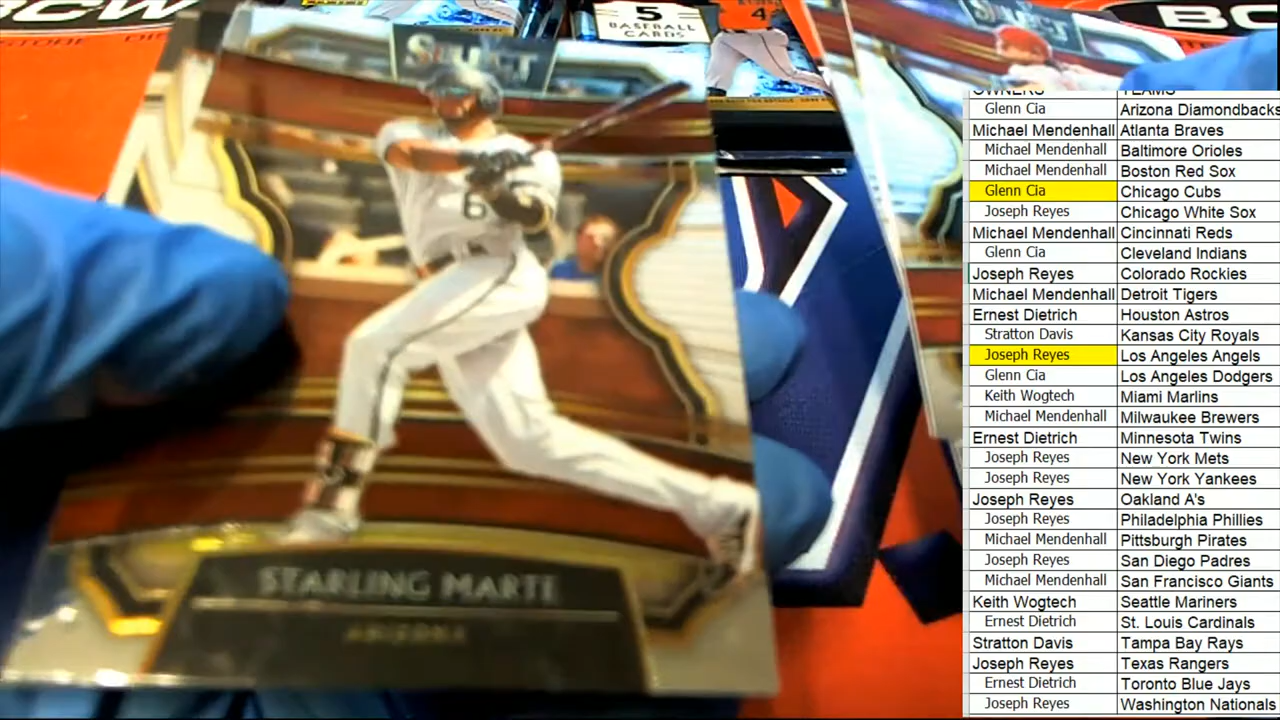 5
BASEBALL
CARDS
4
SELECT
SELECT
BC
STORE
6
STARLING MARTE
ARIZONA
OWNERS TEAMS
Glenn Cia Arizona Diamondbacks
Michael Mendenhall Atlanta Braves
Michael Mendenhall Baltimore Orioles
Michael Mendenhall Boston Red Sox
Glenn Cia Chicago Cubs
Joseph Reyes Chicago White Sox
Michael Mendenhall Cincinnati Reds
Glenn Cia Cleveland Indians
Joseph Reyes Colorado Rockies
Michael Mendenhall Detroit Tigers
Ernest Dietrich Houston Astros
Stratton Davis Kansas City Royals
Joseph Reyes Los Angeles Angels
Glenn Cia Los Angeles Dodgers
Keith Wogtech Miami Marlins
Michael Mendenhall Milwaukee Brewers
Ernest Dietrich Minnesota Twins
Joseph Reyes New York Mets
Joseph Reyes New York Yankees
Joseph Reyes Oakland A's
Joseph Reyes Philadelphia Phillies
Michael Mendenhall Pittsburgh Pirates
Joseph Reyes San Diego Padres
Michael Mendenhall San Francisco Giants
Keith Wogtech Seattle Mariners
Ernest Dietrich St. Louis Cardinals
Stratton Davis Tampa Bay Rays
Joseph Reyes Texas Rangers
Ernest Dietrich Toronto Blue Jays
Joseph Reyes Washington Nationals